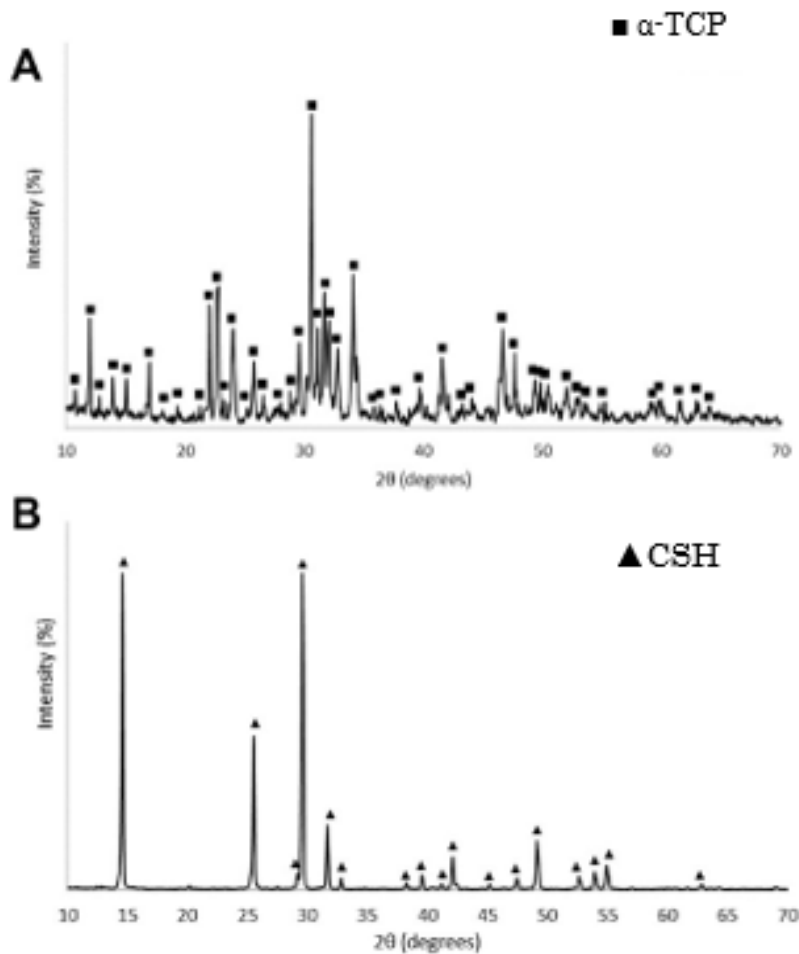 ■ α-TCP
A
Intensity (%)
10 20 30 40 50 60 70
2θ (degrees)
B
▲ CSH
Intensity (%)
10 15 20 25 30 35 40 45 50 55 60 65 70
2θ (degrees)